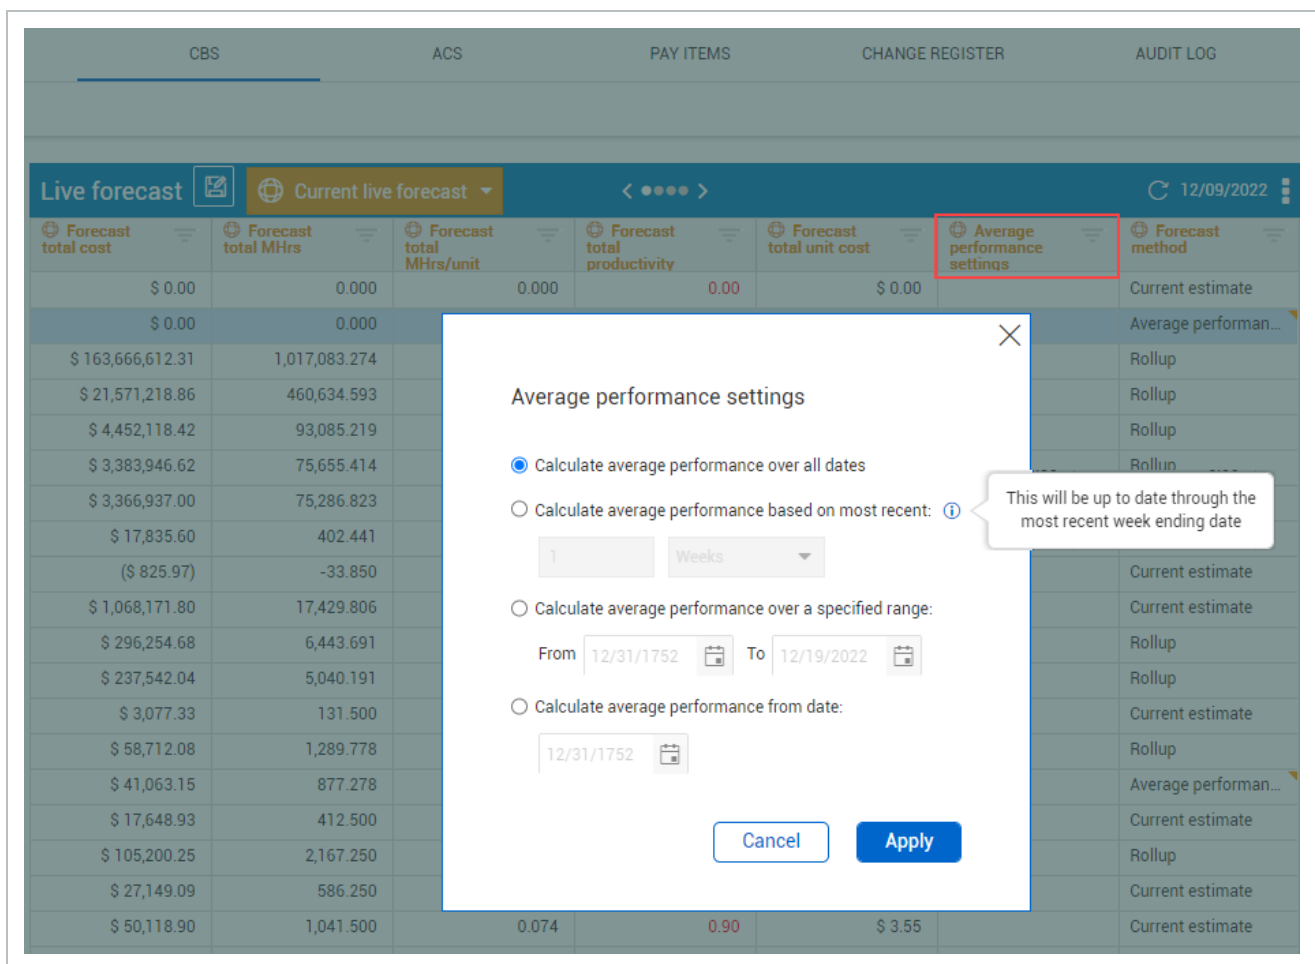 CBS ACS PAY ITEMS CHANGE REGISTER AUDIT LOG
Live forecast Current live forecast 12/09/2022
Forecast total cost Forecast total MHrs Forecast total MHrs/unit Forecast total productivity Forecast total unit cost Average performance settings Forecast method
$ 0.00 0.000 0.000 0.00 $ 0.00 Current estimate
$ 0.00 0.000 Average performan...
$ 163,666,612.31 1,017,083.274 Rollup
$ 21,571,218.86 460,634.593 Rollup
$ 4,452,118.42 93,085.219 Rollup
$ 3,383,946.62 75,655.414 Rollup
$ 3,366,937.00 75,286.823
$ 17,835.60 402.441
($ 825.97) -33.850 Current estimate
$ 1,068,171.80 17,429.806 Current estimate
$ 296,254.68 6,443.691 Rollup
$ 237,542.04 5,040.191 Rollup
$ 3,077.33 131.500 Current estimate
$ 58,712.08 1,289.778 Rollup
$ 41,063.15 877.278 Average performan...
$ 17,648.93 412.500 Current estimate
$ 105,200.25 2,167.250 Rollup
$ 27,149.09 586.250 Current estimate
$ 50,118.90 1,041.500 0.074 0.90 $ 3.55 Current estimate
Average performance settings
Calculate average performance over all dates
Calculate average performance based on most recent:
This will be up to date through the
most recent week ending date
1 Weeks
Calculate average performance over a specified range:
From 12/31/1752 To 12/19/2022
Calculate average performance from date:
12/31/1752
Cancel Apply